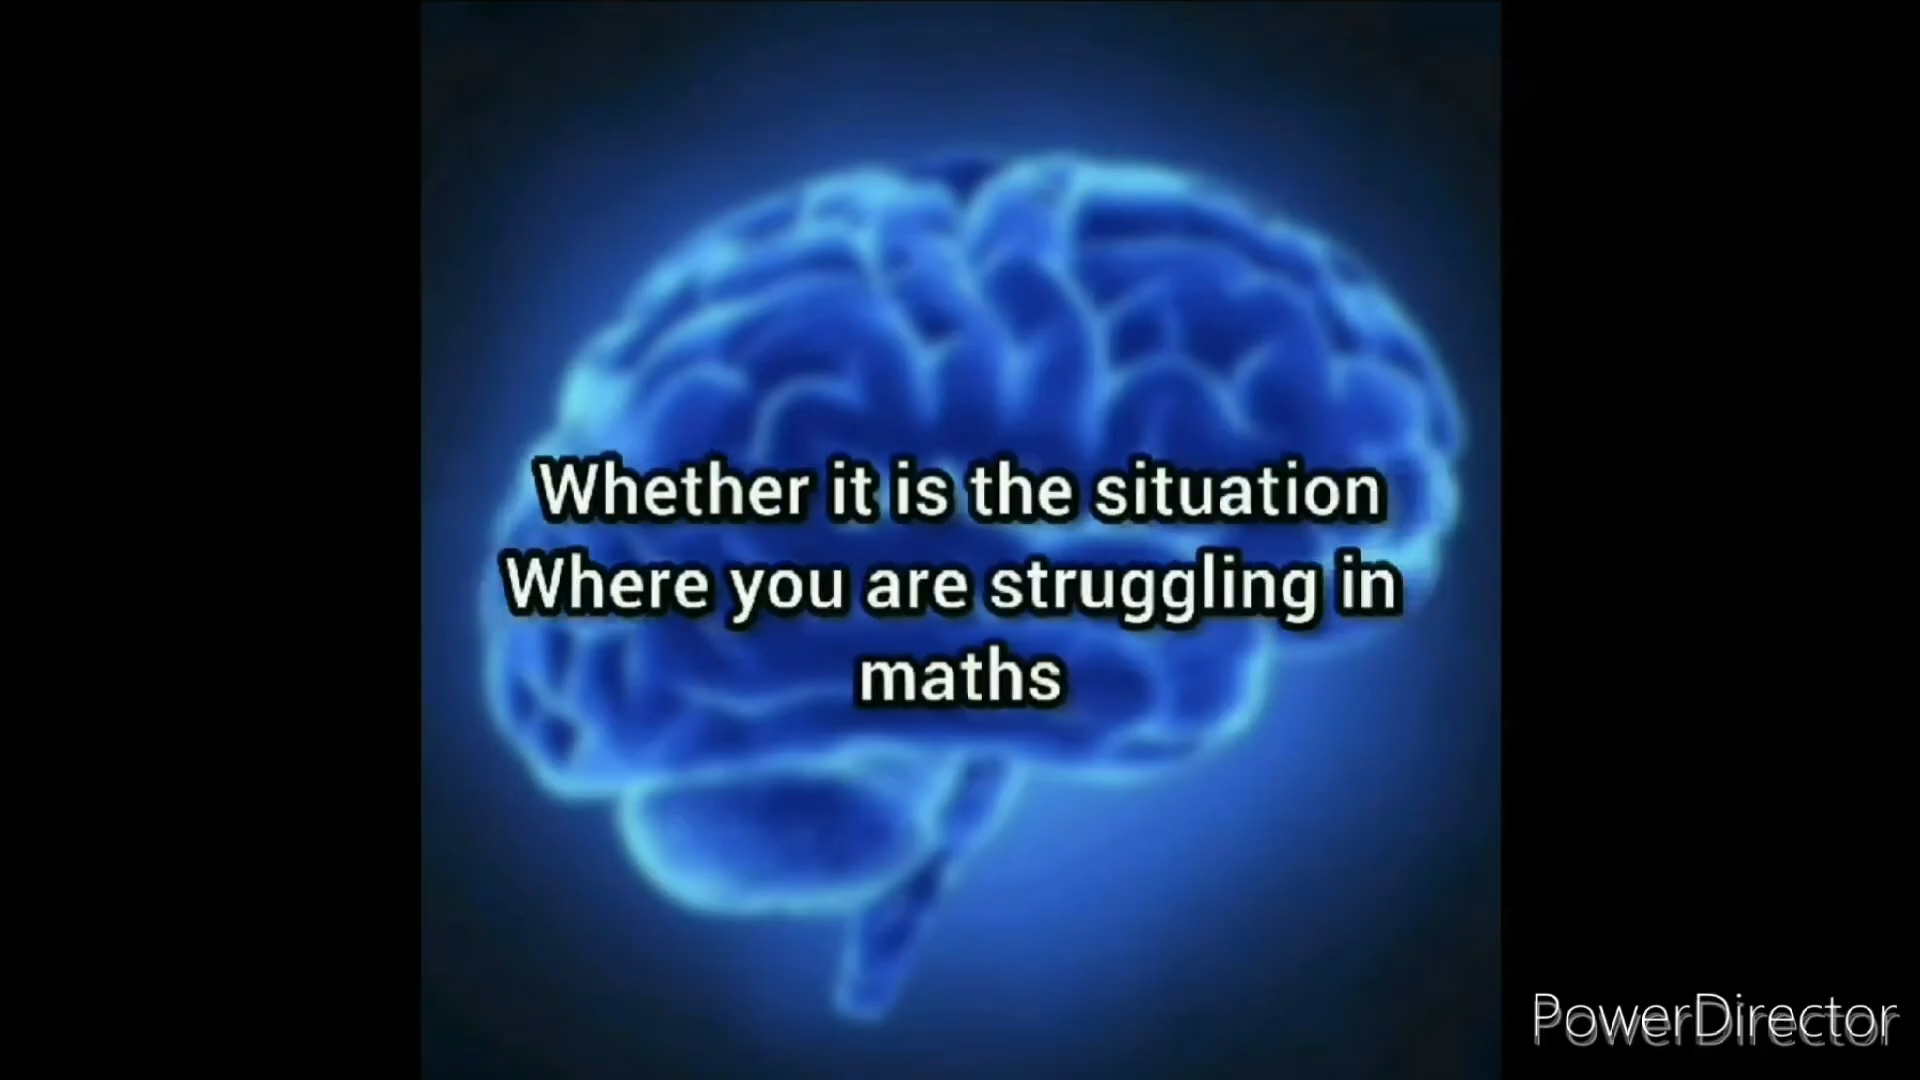 Whether it is the situation
Where you are struggling in
maths
PowerDirector